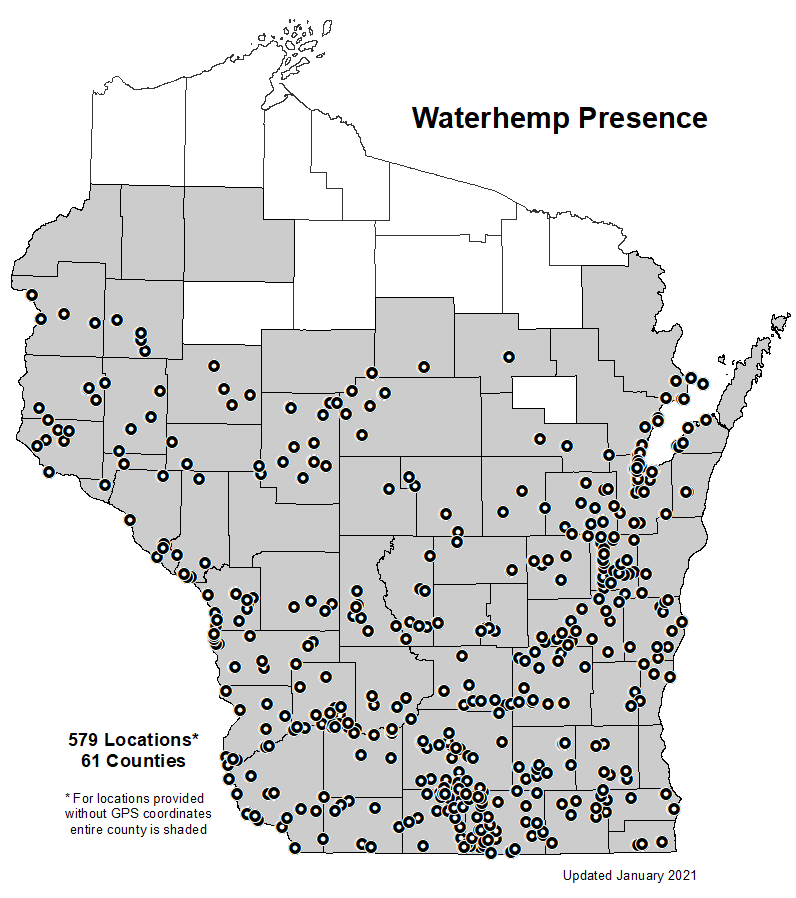 Waterhemp Presence
579 Locations*
61 Counties
* For locations provided
without GPS coordinates
entire county is shaded
Updated January 2021